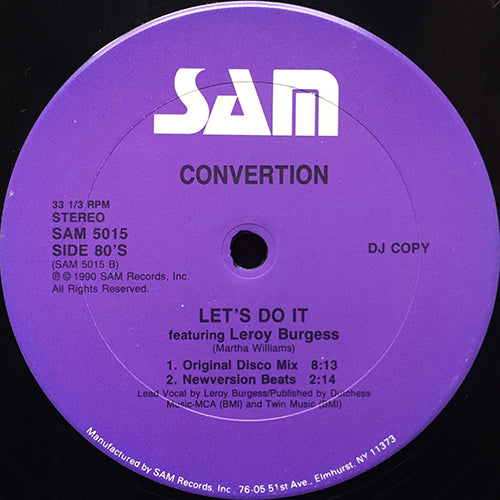 SAM
CONVERTION
33 1/3 RPM
STEREO
SAM 5015
SIDE 80'S
(SAM 5015 B)
℗ © 1990 SAM Records, Inc.
All Rights Reserved.
DJ COPY
LET'S DO IT
featuring Leroy Burgess
(Martha Williams)
1. Original Disco Mix 8:13
2. Newversion Beats 2:14
Lead Vocal by Leroy Burgess/Published by Dutchess
Music-MCA (BMI) and Twin Music (BMI)
Manufactured by SAM Records, Inc. 76-05 51st Ave., Elmhurst, NY 11373